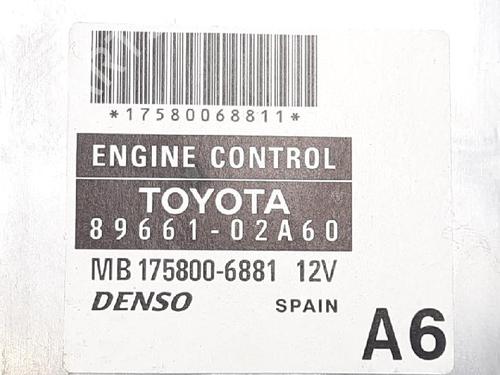 *17580068811*
ENGINE CONTROL
TOYOTA
89661-02A60
MB 175800-6881 12V
DENSO SPAIN
A6